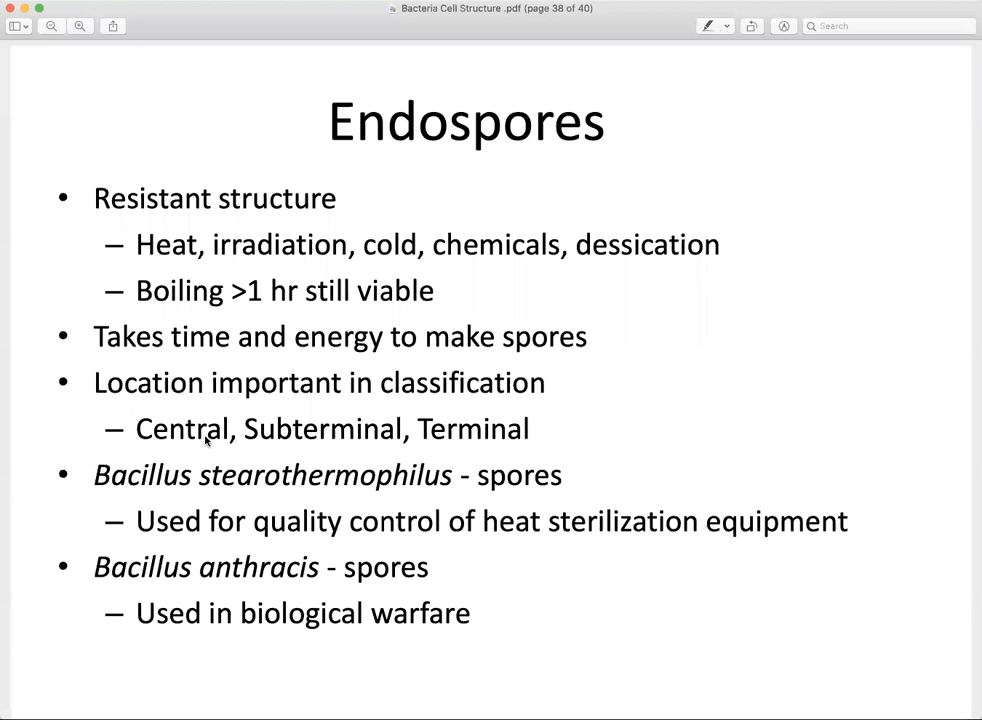 Bacteria Cell Structure .pdf (page 38 of 40)
Search
Endospores
• Resistant structure
– Heat, irradiation, cold, chemicals, dessication
– Boiling >1 hr still viable
• Takes time and energy to make spores
• Location important in classification
– Central, Subterminal, Terminal
• Bacillus stearothermophilus - spores
– Used for quality control of heat sterilization equipment
• Bacillus anthracis - spores
– Used in biological warfare